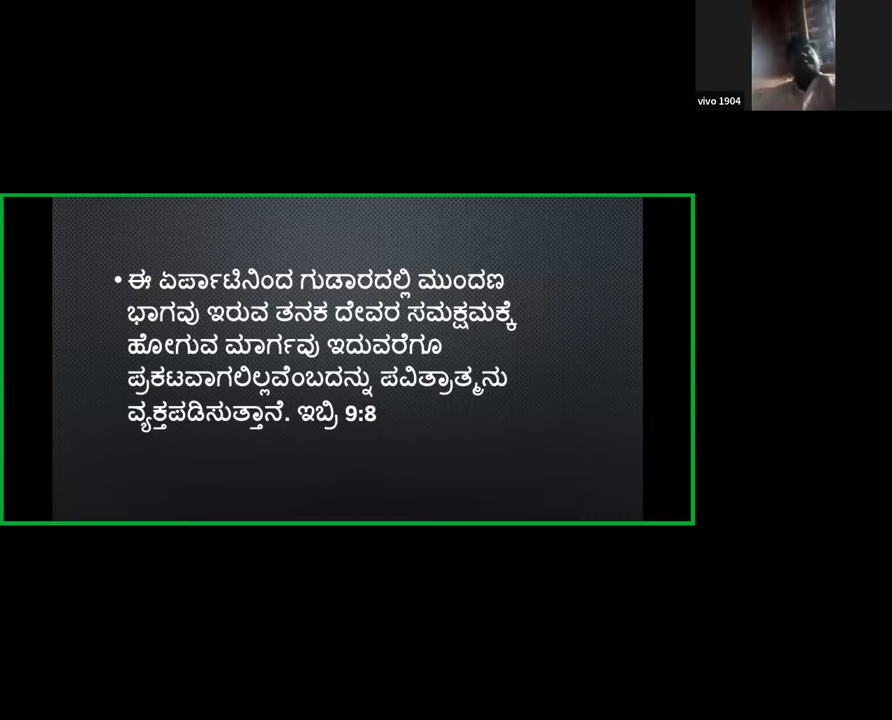 vivo 1904
• ಈ ಏರ್ಪಾಟಿನಿಂದ ಗುಡಾರದಲ್ಲಿ ಮುಂದಣ
ಭಾಗವು ಇರುವ ತನಕ ದೇವರ ಸಮಕ್ಷಮಕ್ಕೆ
ಹೋಗುವ ಮಾರ್ಗವು ಇದುವರೆಗೂ
ಪ್ರಕಟವಾಗಲಿಲ್ಲವೆಂಬದನ್ನು ಪವಿತ್ರಾತ್ಮನು
ವ್ಯಕ್ತಪಡಿಸುತ್ತಾನೆ. ಇಬ್ರಿ 9:8